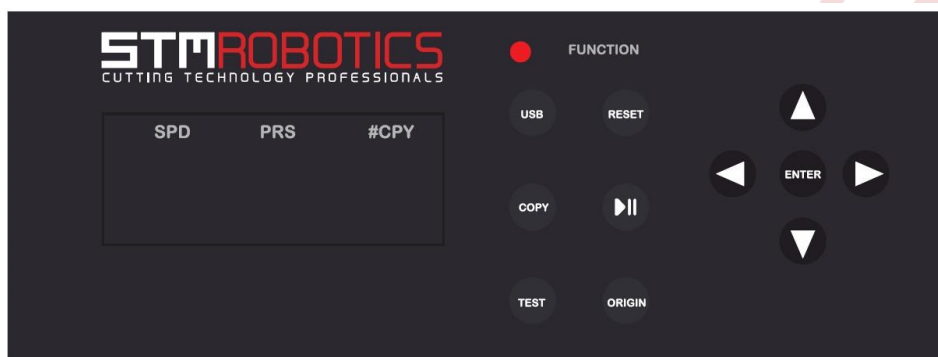 STMROBOTICS
CUTTING TECHNOLOGY PROFESSIONALS
SPD PRS #CPY
FUNCTION
USB RESET
COPY
TEST ORIGIN
ENTER